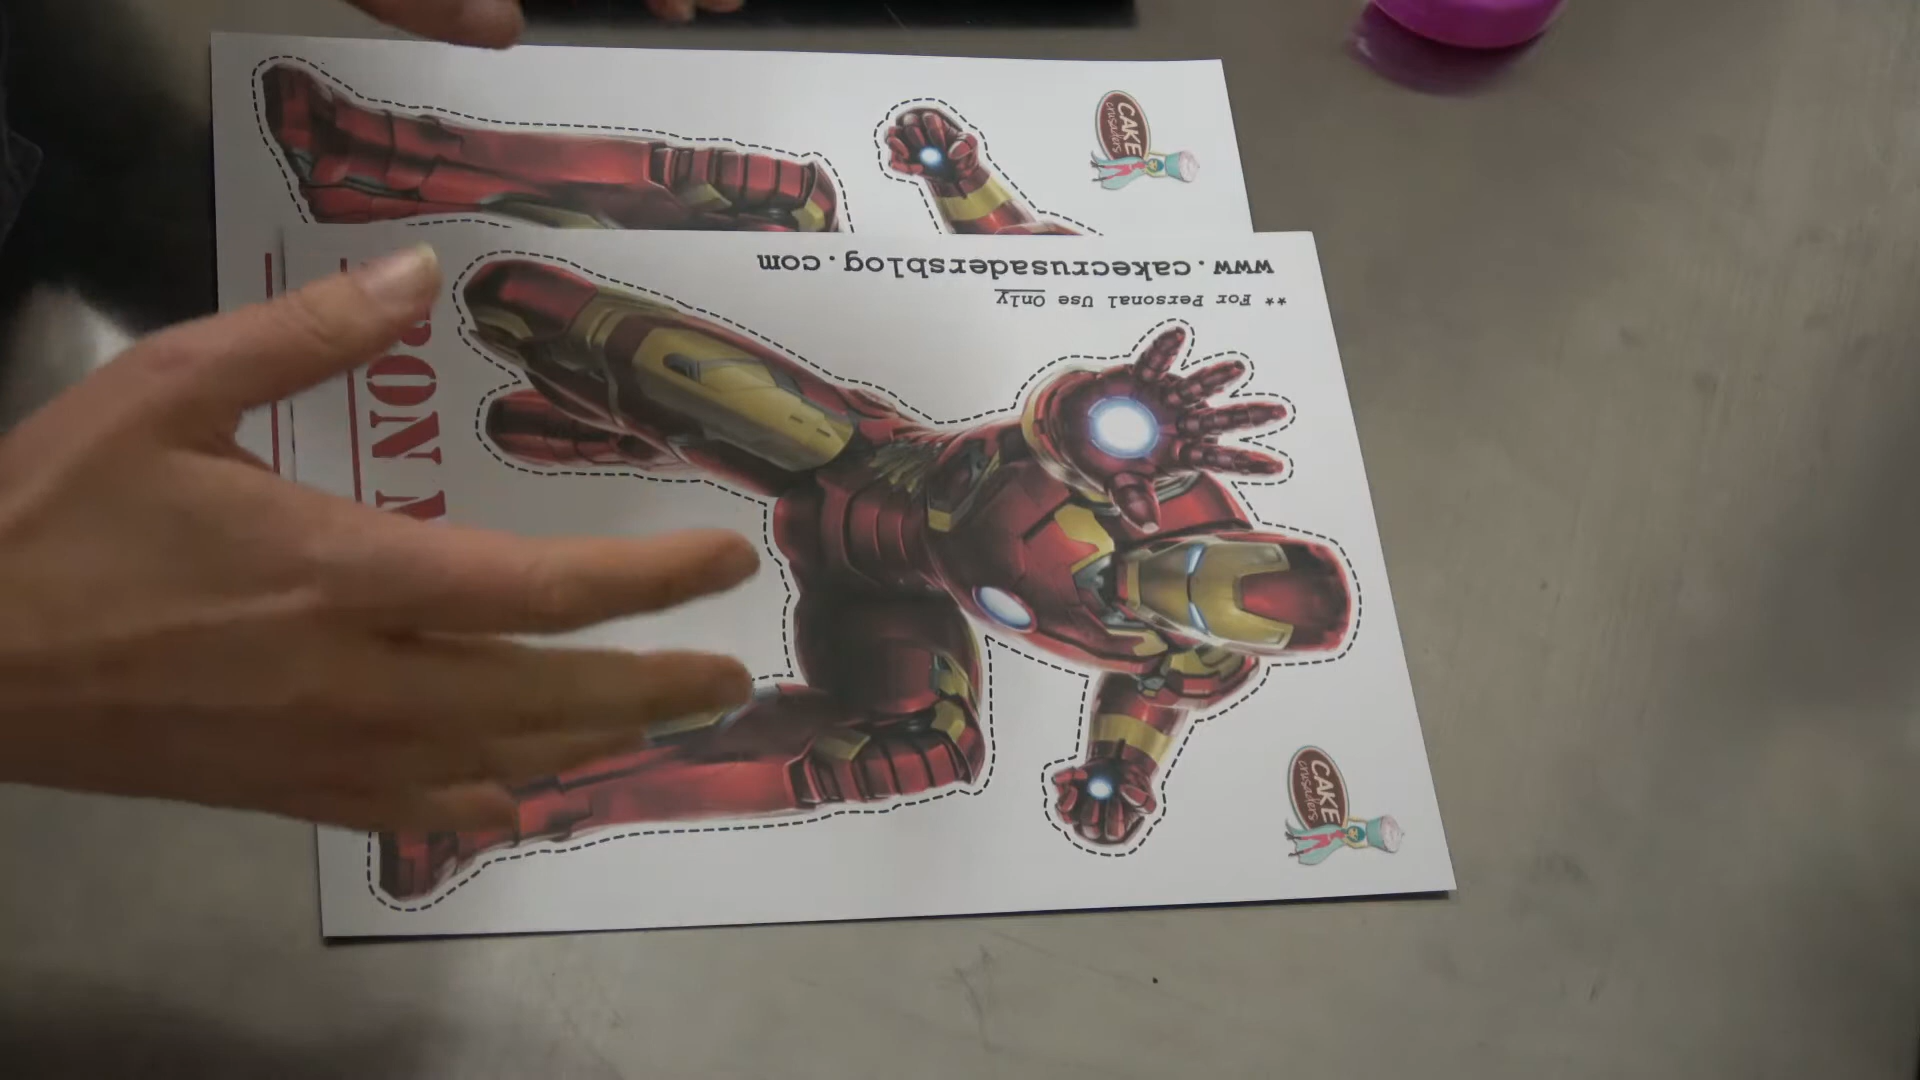 CAKE
crusaders
www.cakecrusadersblog.com
** For Personal Use Only
CAKE
crusaders